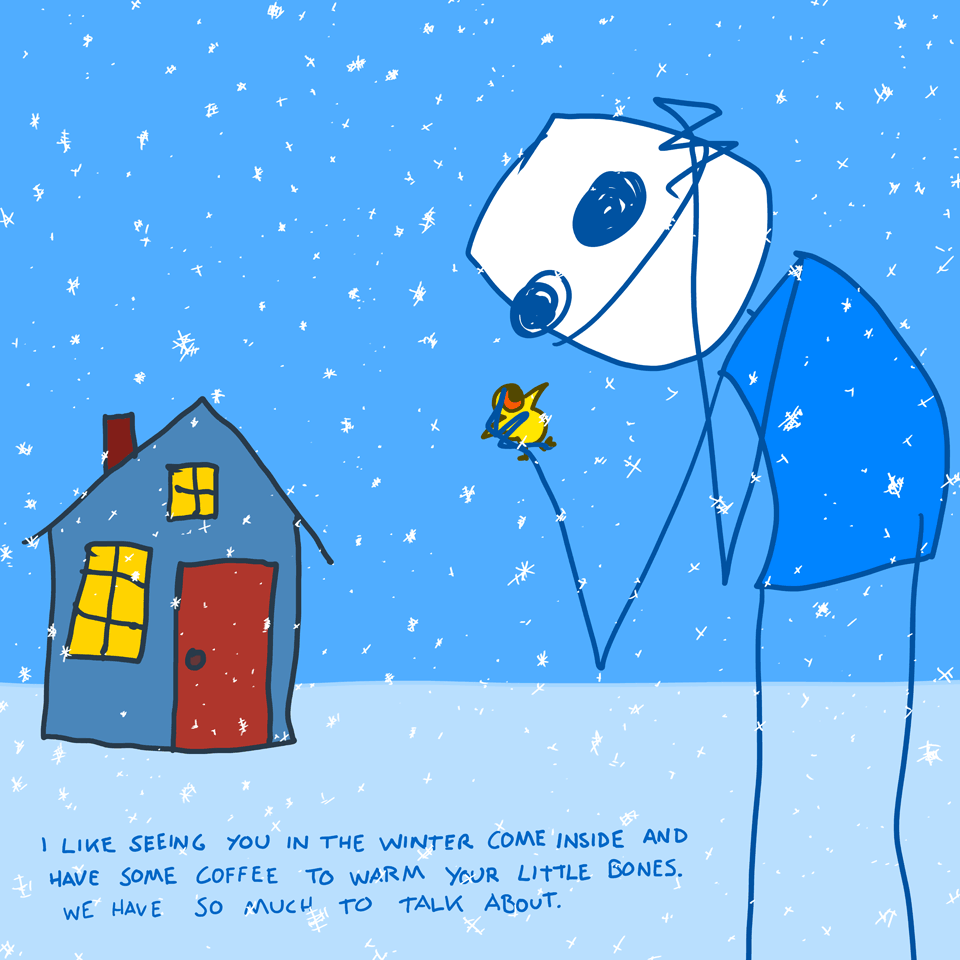 I LIKE SEEING YOU IN THE WINTER COME INSIDE AND
HAVE SOME COFFEE TO WARM YOUR LITTLE BONES.
WE HAVE SO MUCH TO TALK ABOUT.